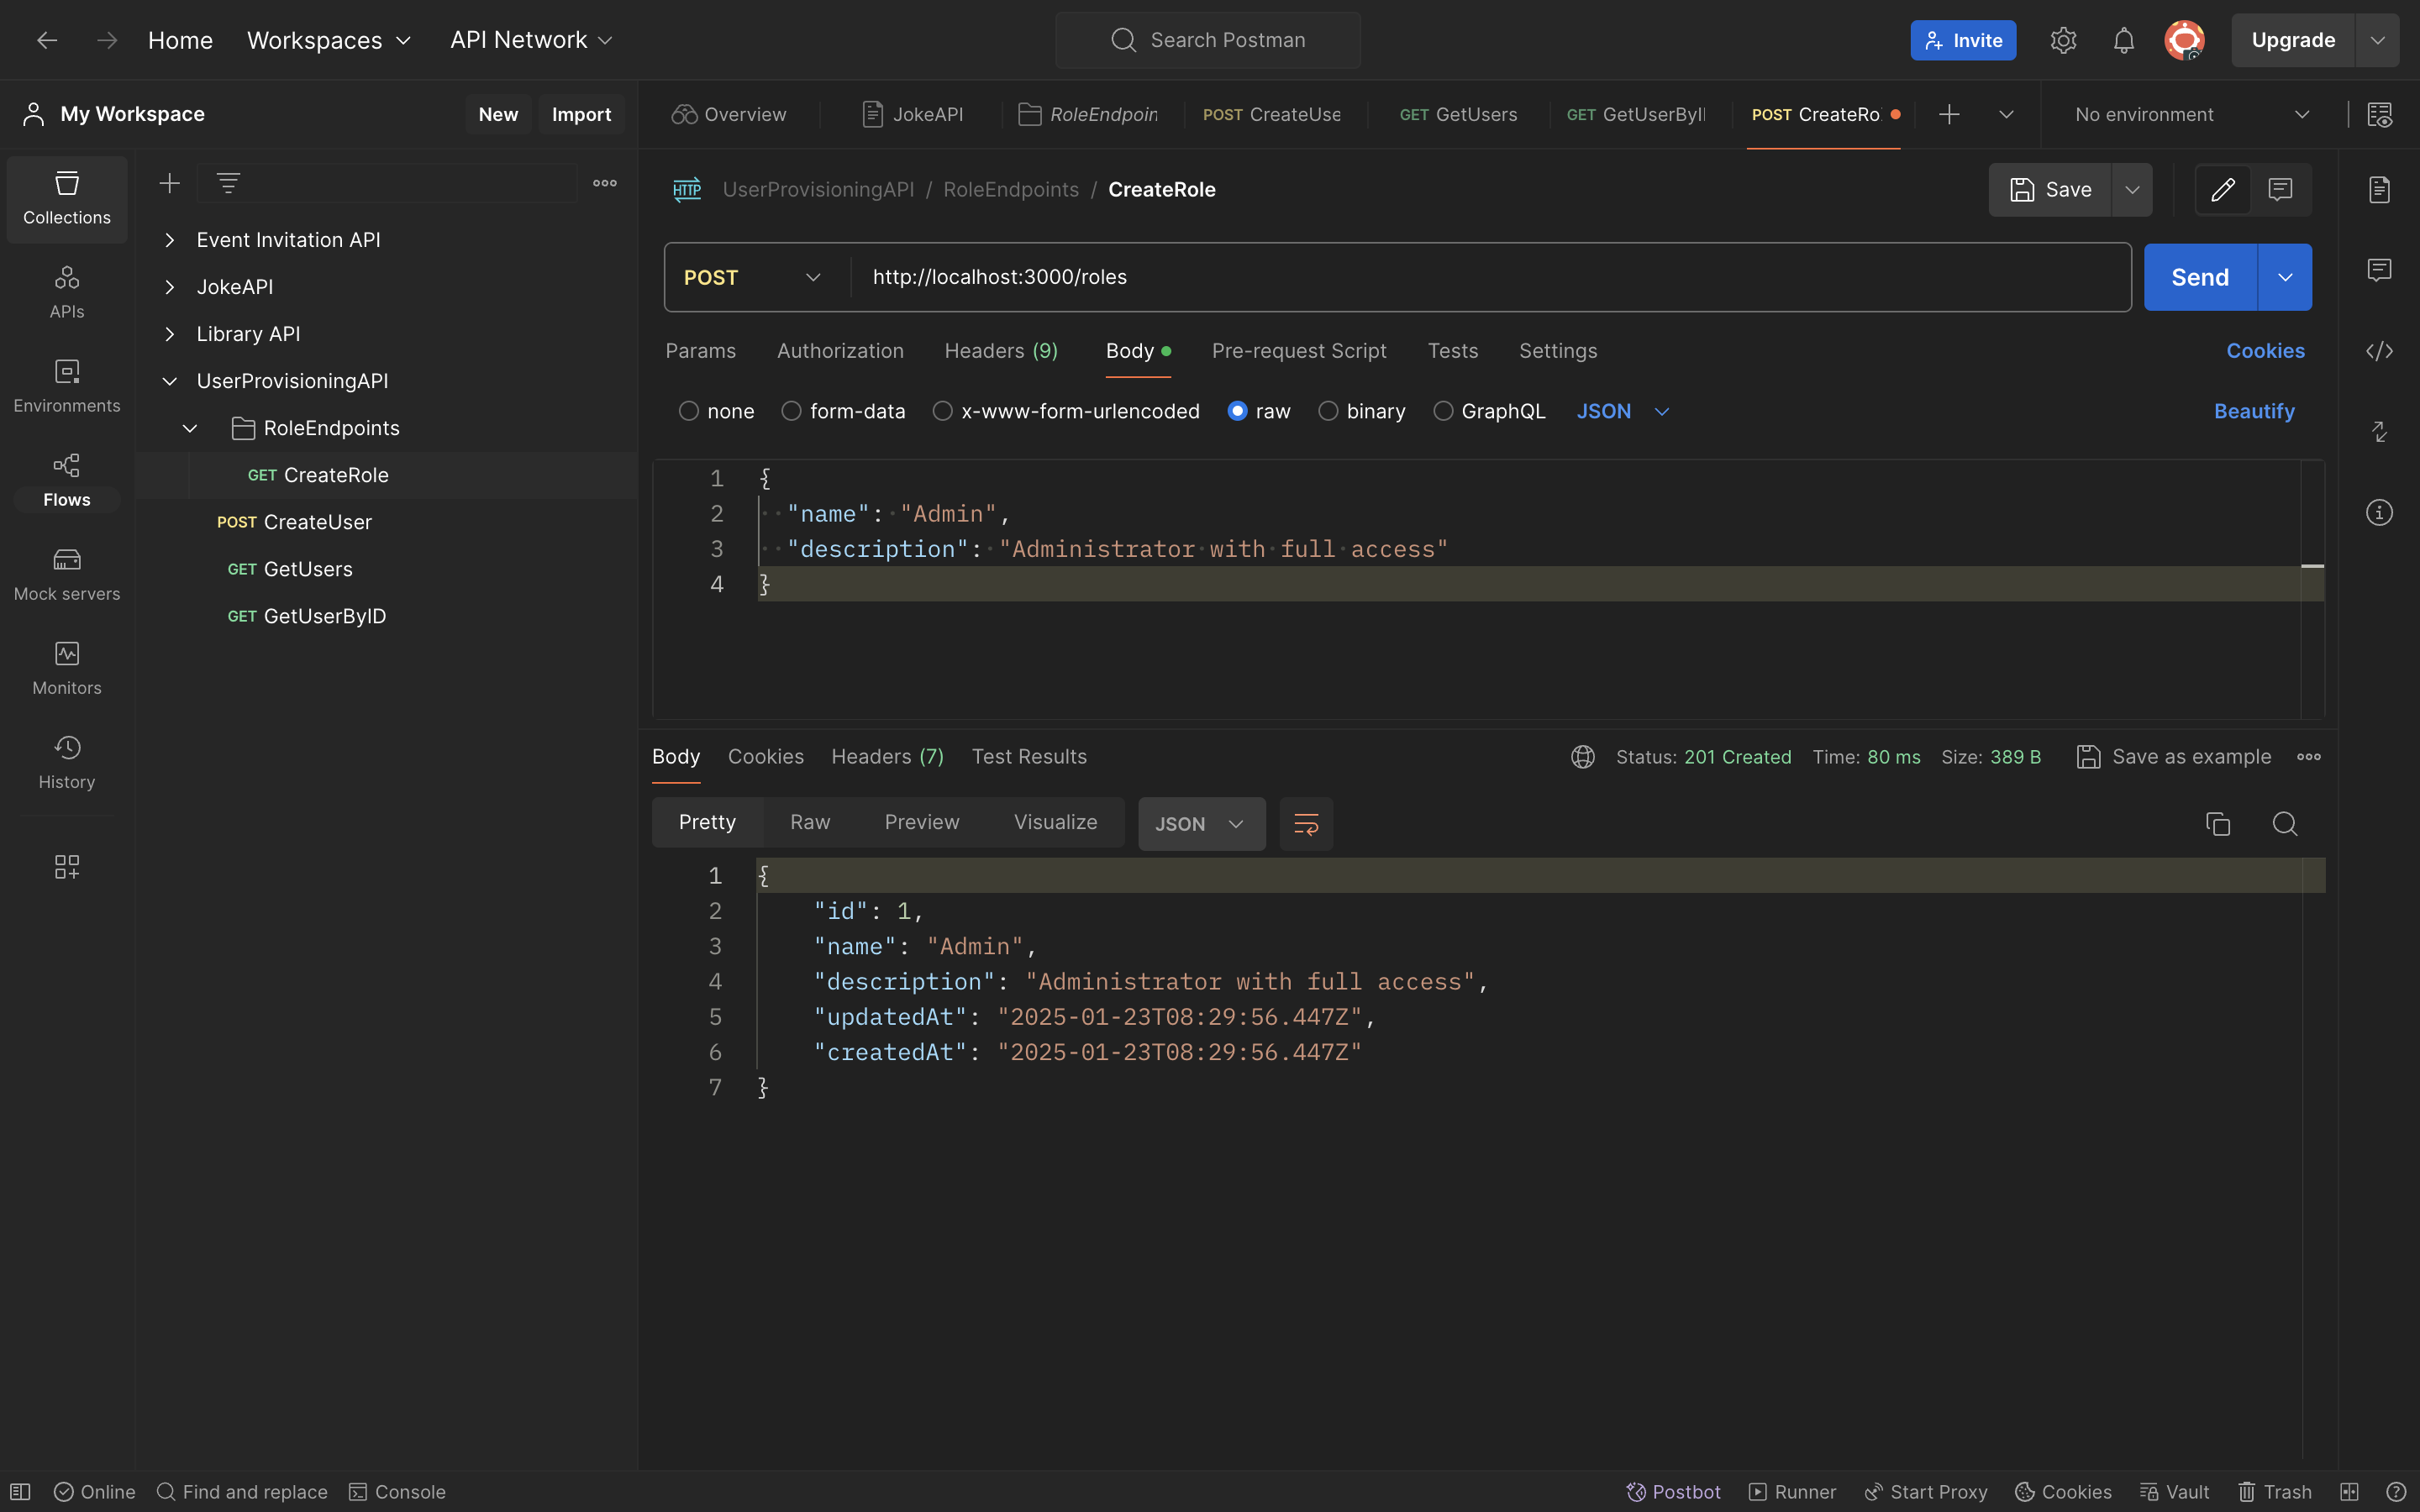 Home Workspaces API Network Search Postman Invite Upgrade
My Workspace New Import
Overview JokeAPI RoleEndpoin POST CreateUse GET GetUsers GET GetUserByI POST CreateRo No environment
Collections
APIs
Environments
Flows
Mock servers
Monitors
History
Event Invitation API
JokeAPI
Library API
UserProvisioningAPI
RoleEndpoints
GET CreateRole
POST CreateUser
GET GetUsers
GET GetUserByID
HTTP UserProvisioningAPI / RoleEndpoints / CreateRole Save
POST http://localhost:3000/roles Send
Params Authorization Headers (9) Body Pre-request Script Tests Settings Cookies
none form-data x-www-form-urlencoded raw binary GraphQL JSON Beautify
1 {
2 "name": "Admin",
3 "description": "Administrator with full access"
4 }
Body Cookies Headers (7) Test Results Status: 201 Created Time: 80 ms Size: 389 B Save as example
Pretty Raw Preview Visualize JSON
1 {
2 "id": 1,
3 "name": "Admin",
4 "description": "Administrator with full access",
5 "updatedAt": "2025-01-23T08:29:56.447Z",
6 "createdAt": "2025-01-23T08:29:56.447Z"
7 }
Online Find and replace Console Postbot Runner Start Proxy Cookies Vault Trash